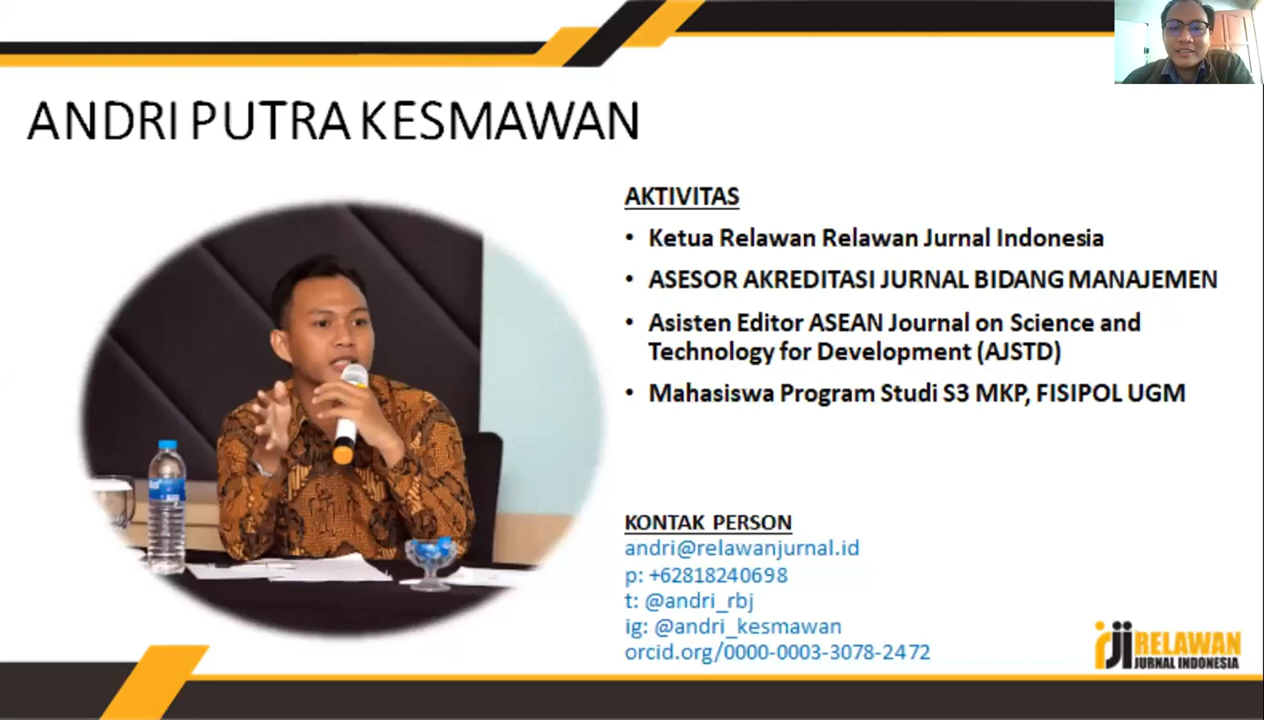 ANDRI PUTRA KESMAWAN
AKTIVITAS
• Ketua Relawan Relawan Jurnal Indonesia
• ASESOR AKREDITASI JURNAL BIDANG MANAJEMEN
• Asisten Editor ASEAN Journal on Science and
Technology for Development (AJSTD)
• Mahasiswa Program Studi S3 MKP, FISIPOL UGM
KONTAK PERSON
andri@relawanjurnal.id
p: +62818240698
t: @andri_rbj
ig: @andri_kesmawan
orcid.org/0000-0003-3078-2472
RJI RELAWAN
JURNAL INDONESIA